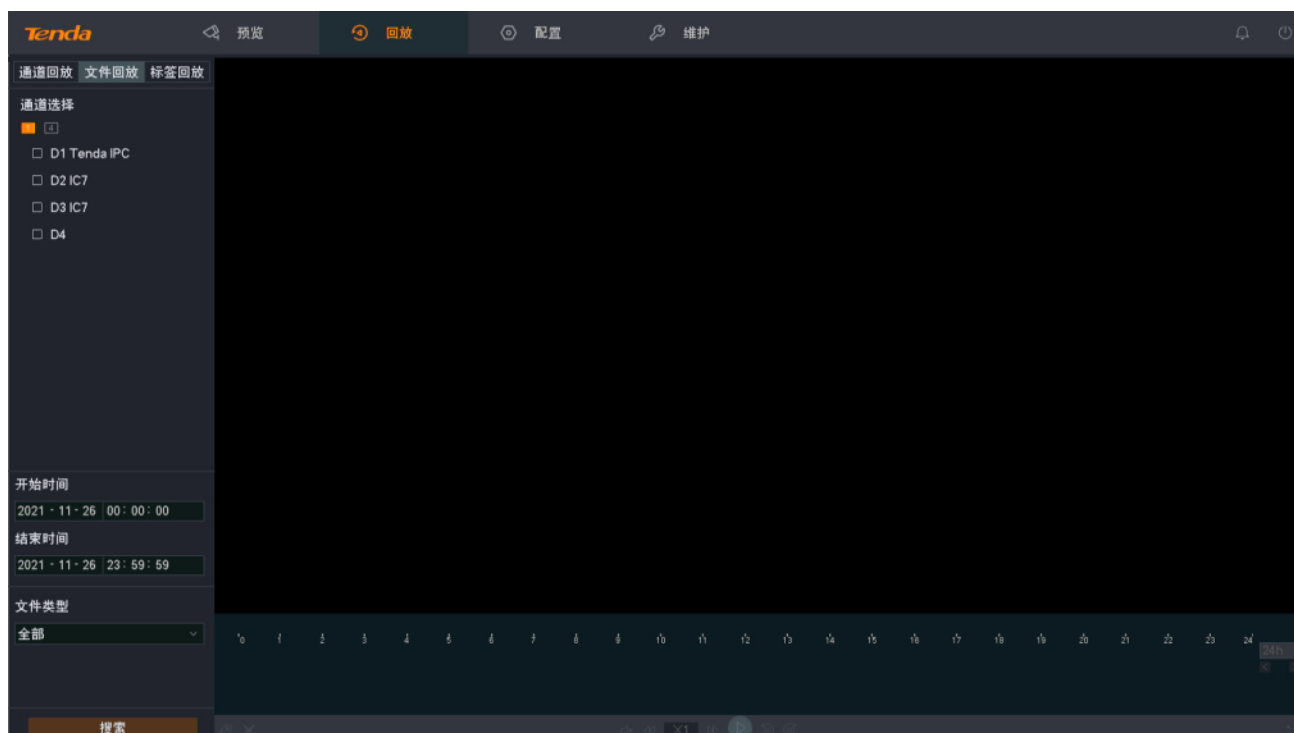 Tenda 预览 回放 配置 维护
通道回放 文件回放 标签回放
通道选择
1 4
D1 Tenda IPC
D2 IC7
D3 IC7
D4
开始时间
2021 - 11 - 26 00 : 00 : 00
结束时间
2021 - 11 - 26 23 : 59 : 59
文件类型
全部
0 1 2 3 4 5 6 7 8 9 10 11 12 13 14 15 16 17 18 19 20 21 22 23 24
24h
搜索
X1